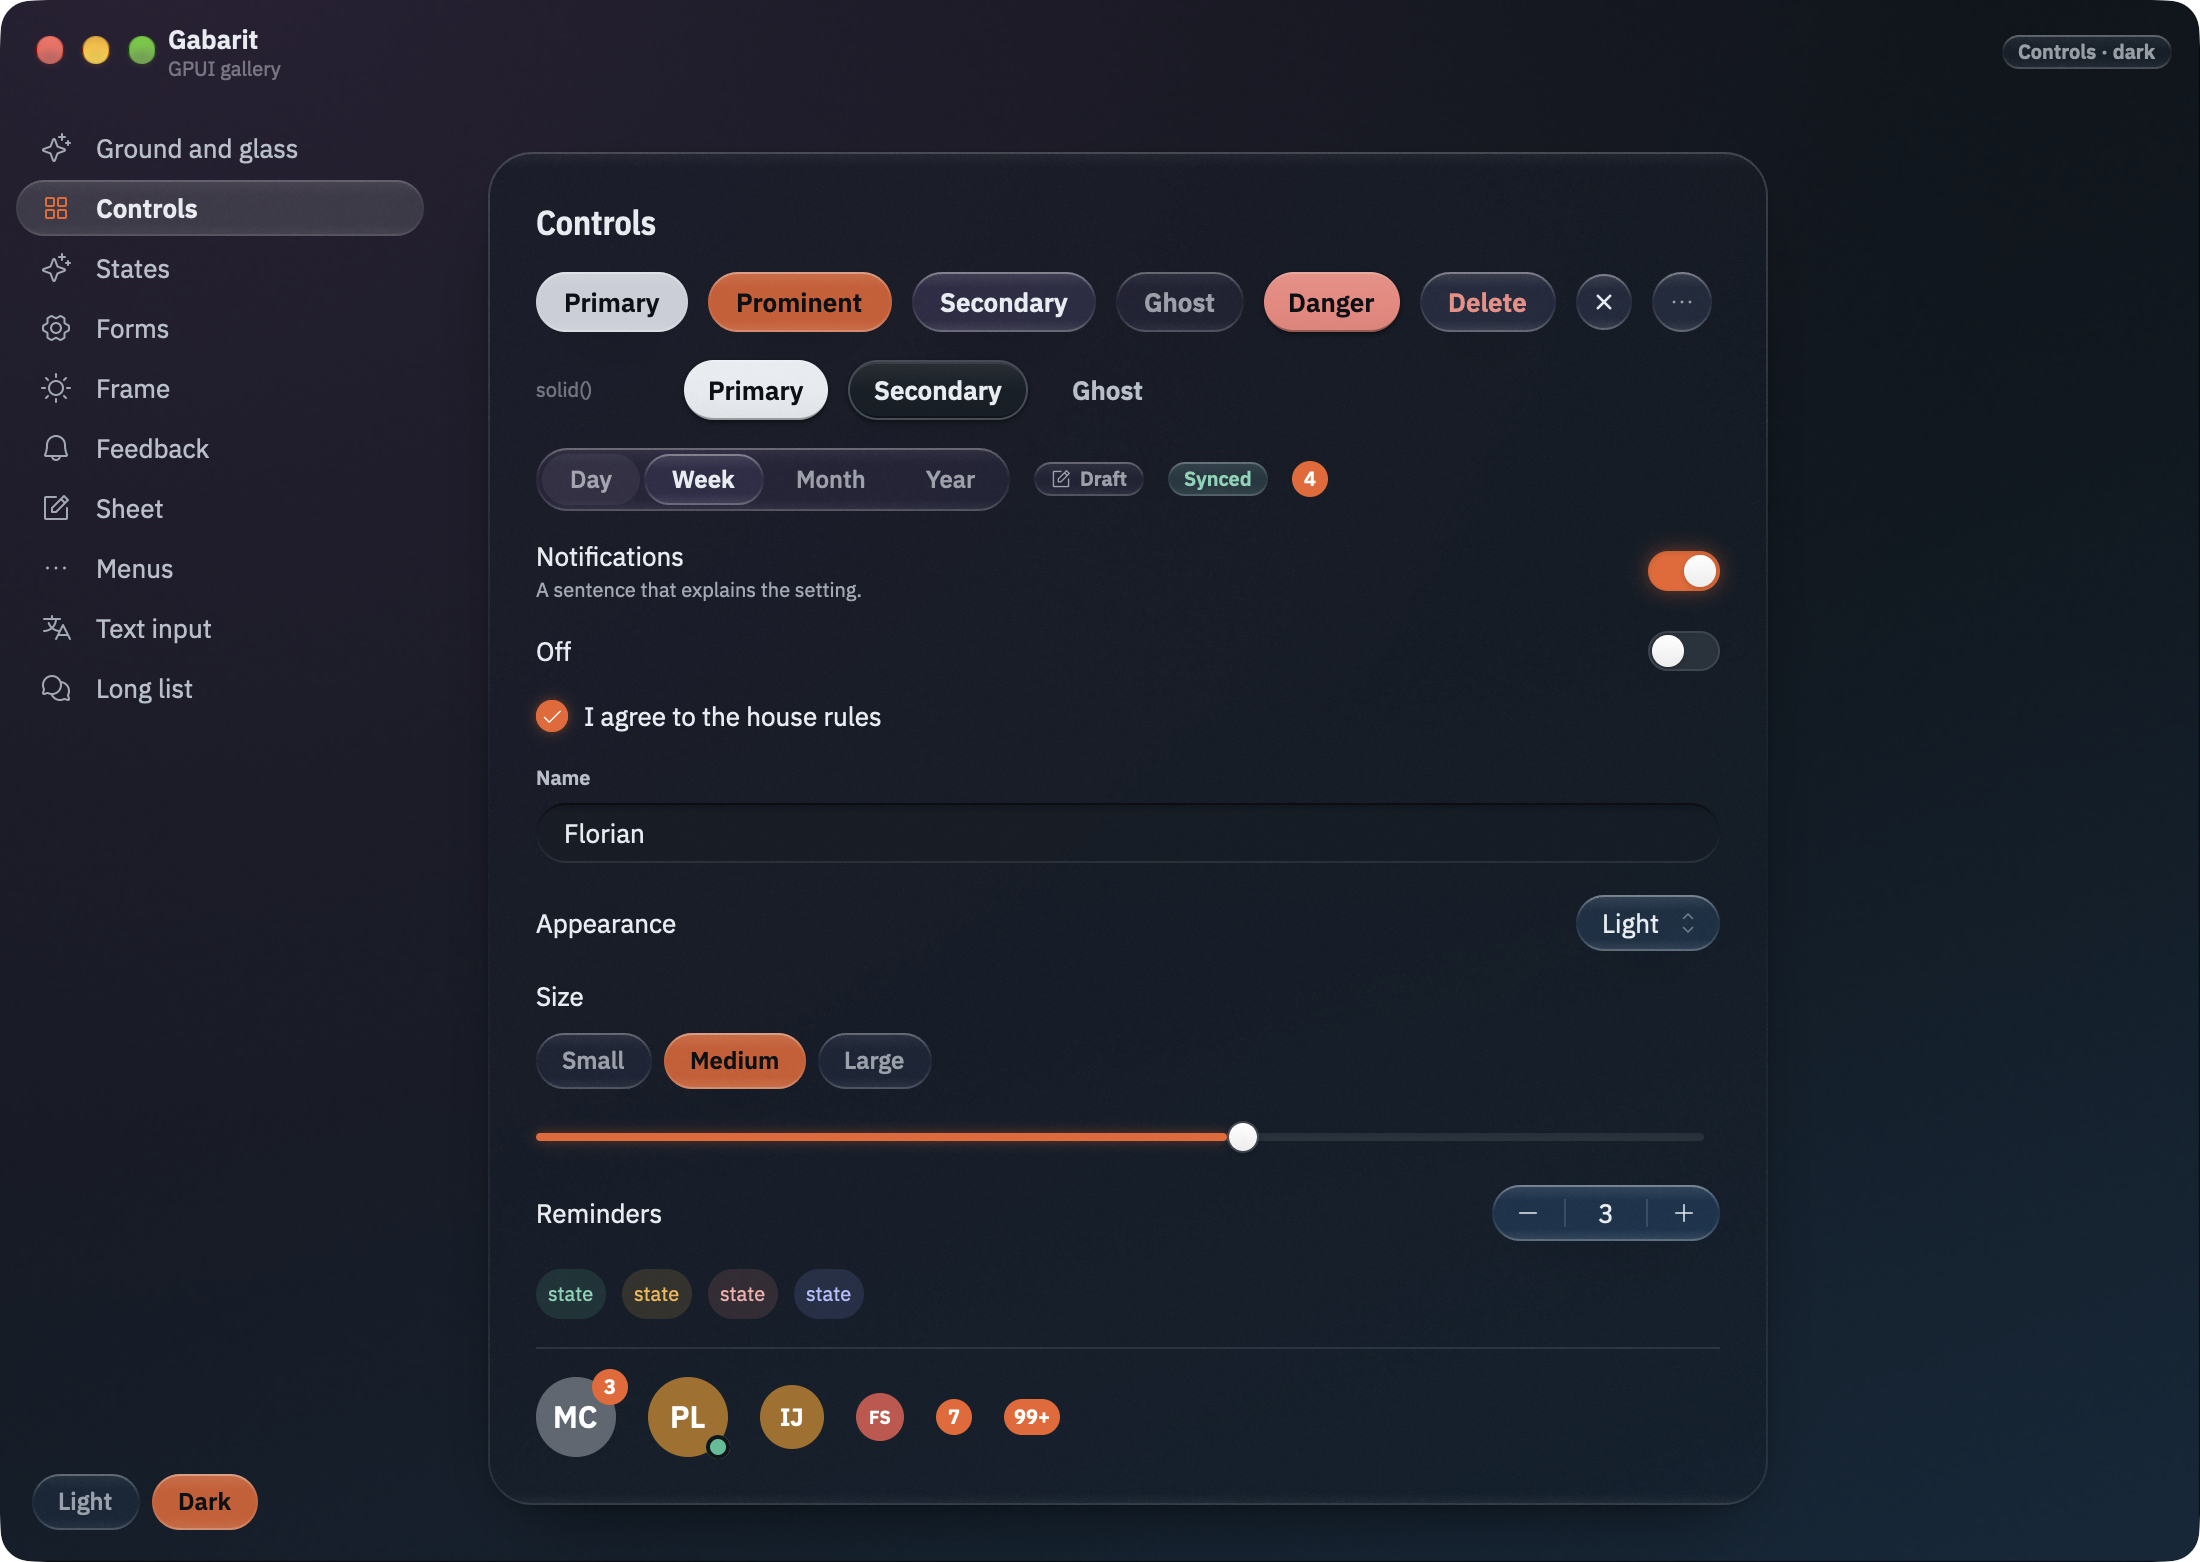 Gabarit
GPUI gallery
Controls · dark
Ground and glass
Controls
States
Forms
Frame
Feedback
Sheet
Menus
Text input
Long list
Light Dark
Controls
Primary Prominent Secondary Ghost Danger Delete
solid() Primary Secondary Ghost
Day Week Month Year Draft Synced 4
Notifications
A sentence that explains the setting.
Off
I agree to the house rules
Name
Florian
Appearance Light
Size
Small Medium Large
Reminders 3
state state state state
MC 3 PL IJ FS 7 99+